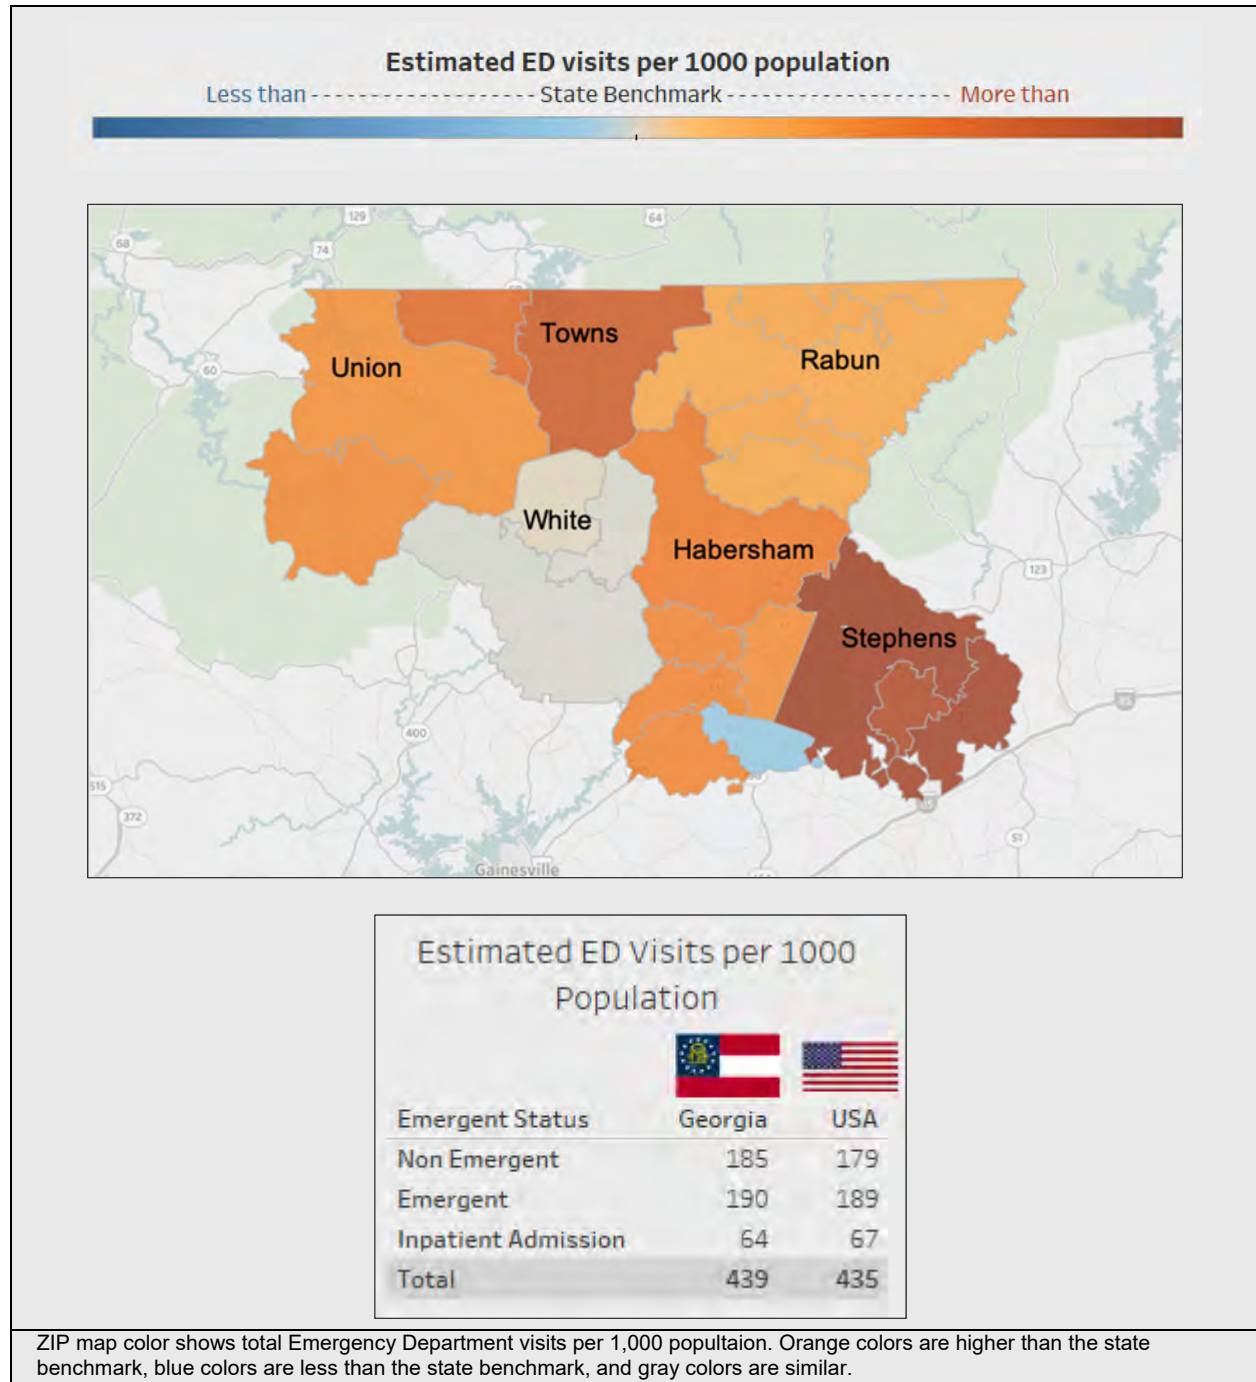 Estimated ED visits per 1000 population
Less than - - - - - - - - - - - - - - - - - - - State Benchmark - - - - - - - - - - - - - - - - - - - More than
129
64
68
74
Towns
Union
Rabun
60
White
Habersham
123
Stephens
400
515
372
51
Gainesville
Estimated ED Visits per 1000
Population
Emergent Status Georgia USA
Non Emergent 185 179
Emergent 190 189
Inpatient Admission 64 67
Total 439 435
ZIP map color shows total Emergency Department visits per 1,000 popultaion. Orange colors are higher than the state
benchmark, blue colors are less than the state benchmark, and gray colors are similar.